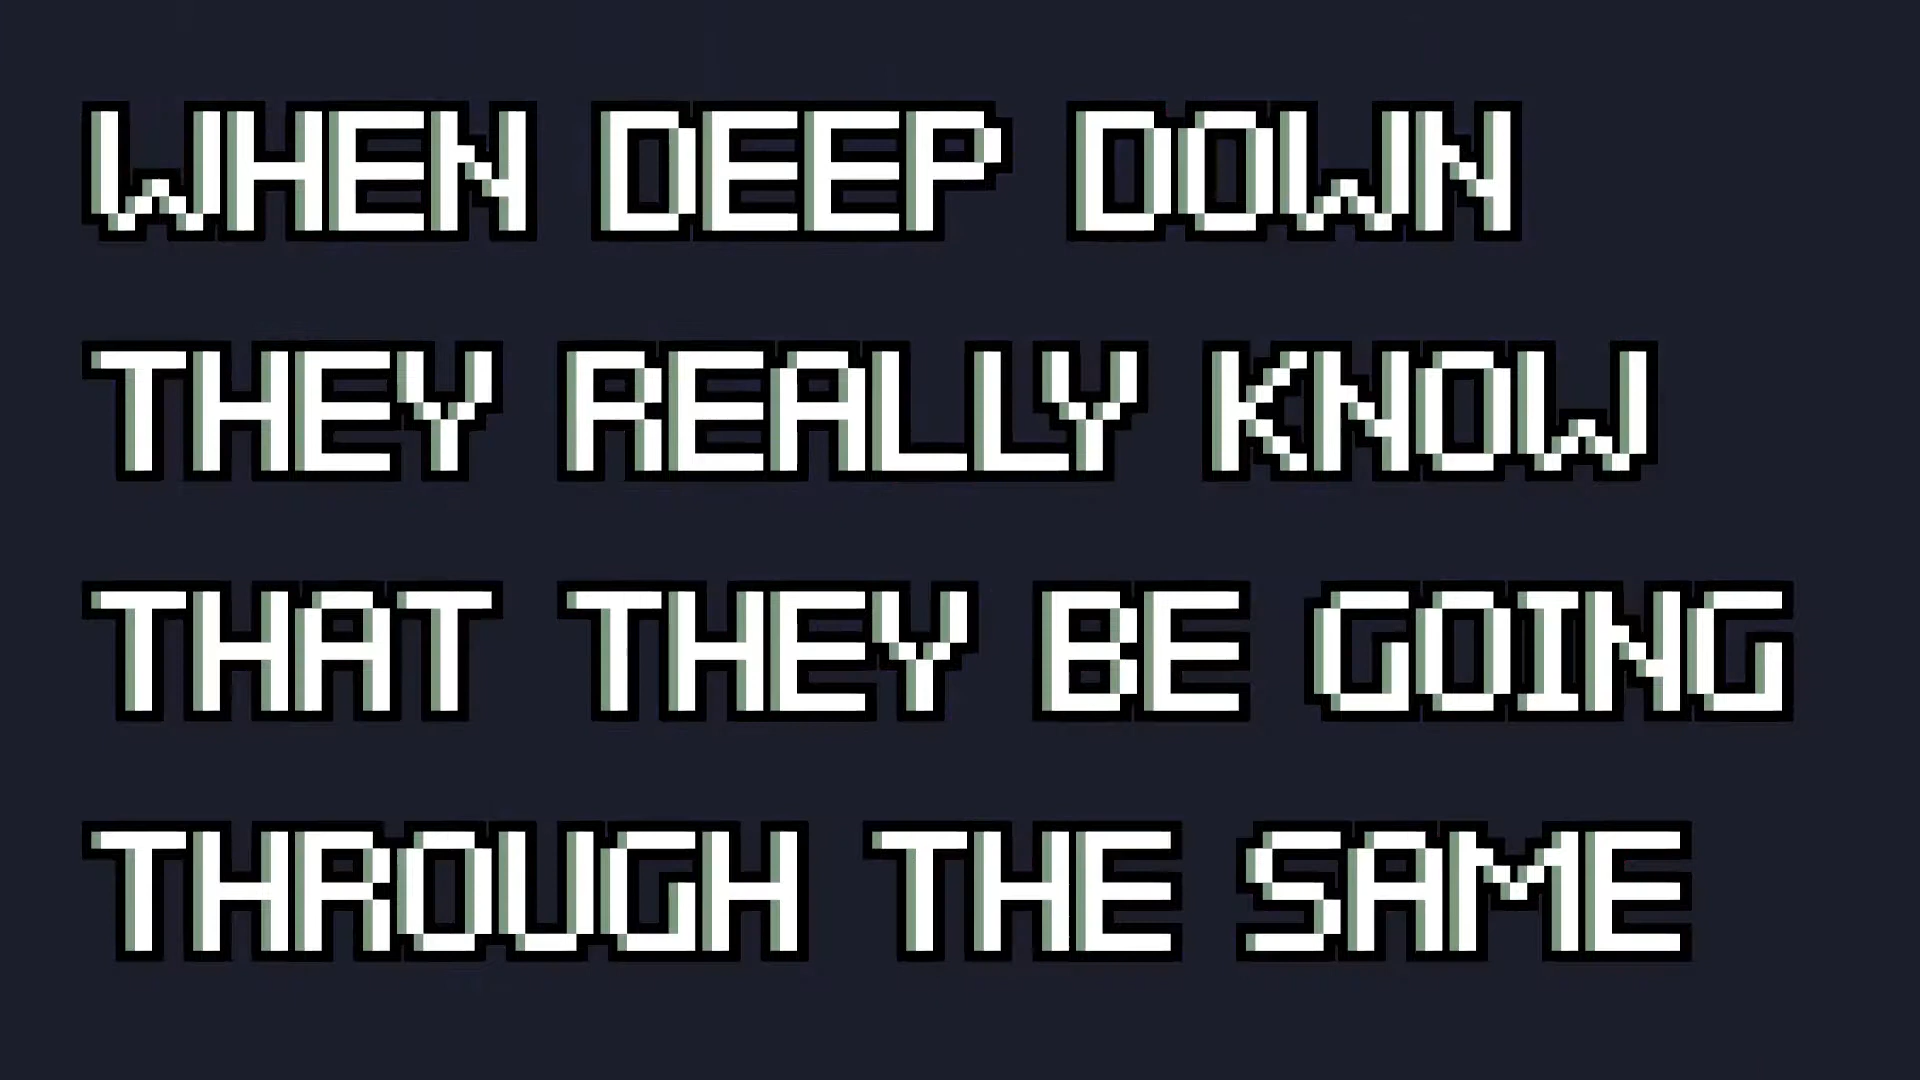 WHEN DEEP DOWN
THEY REALLY KNOW
THAT THEY BE GOING
THROUGH THE SAME